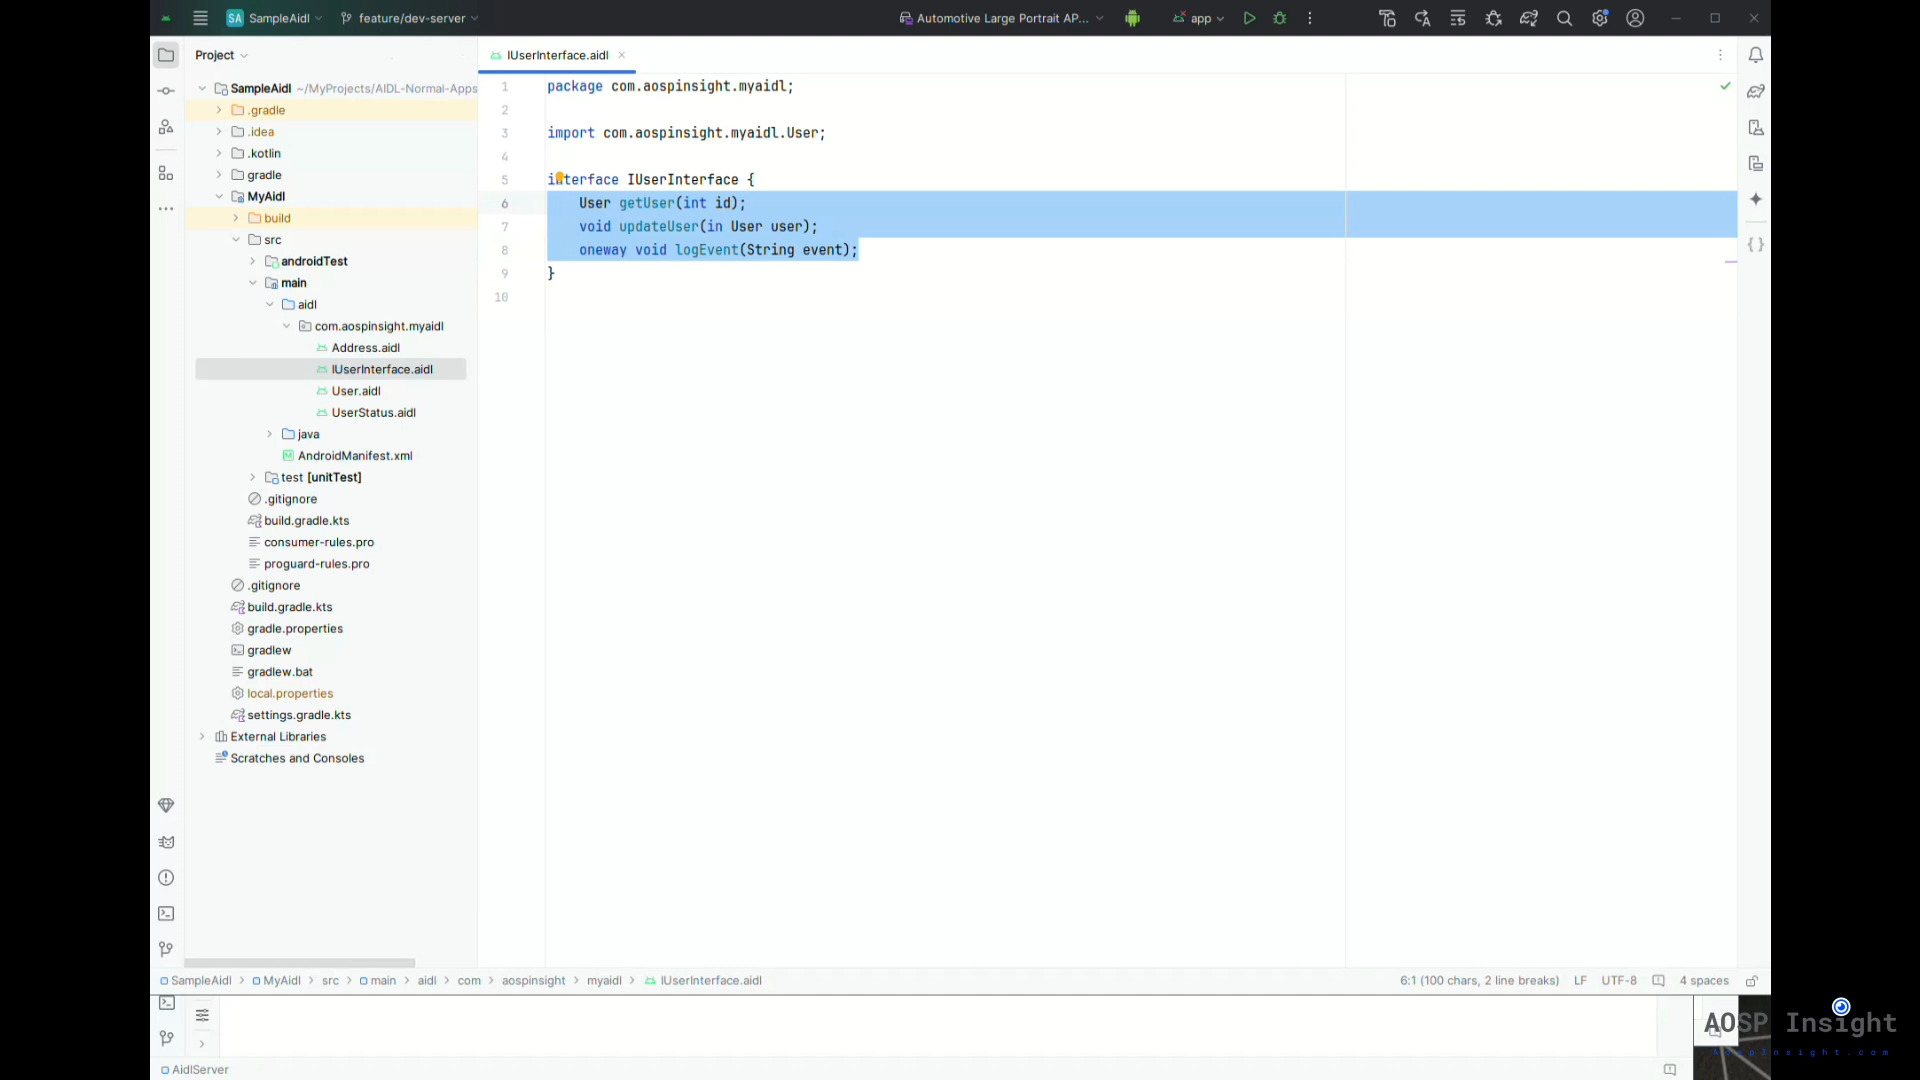 SA SampleAidl feature/dev-server Automotive Large Portrait AP... app
Project
IUserInterface.aidl
SampleAidl ~/MyProjects/AIDL-Normal-Apps
.gradle
.idea
.kotlin
gradle
MyAidl
build
src
androidTest
main
aidl
com.aospinsight.myaidl
Address.aidl
IUserInterface.aidl
User.aidl
UserStatus.aidl
java
AndroidManifest.xml
test [unitTest]
.gitignore
build.gradle.kts
consumer-rules.pro
proguard-rules.pro
.gitignore
build.gradle.kts
gradle.properties
gradlew
gradlew.bat
local.properties
settings.gradle.kts
External Libraries
Scratches and Consoles
1 package com.aospinsight.myaidl;
2
3 import com.aospinsight.myaidl.User;
4
5 interface IUserInterface {
6 User getUser(int id);
7 void updateUser(in User user);
8 oneway void logEvent(String event);
9 }
10
SampleAidl > MyAidl > src > main > aidl > com > aospinsight > myaidl > IUserInterface.aidl
6:1 (100 chars, 2 line breaks) LF UTF-8 4 spaces
AOSP Insight
AospInsight.com
AidlServer